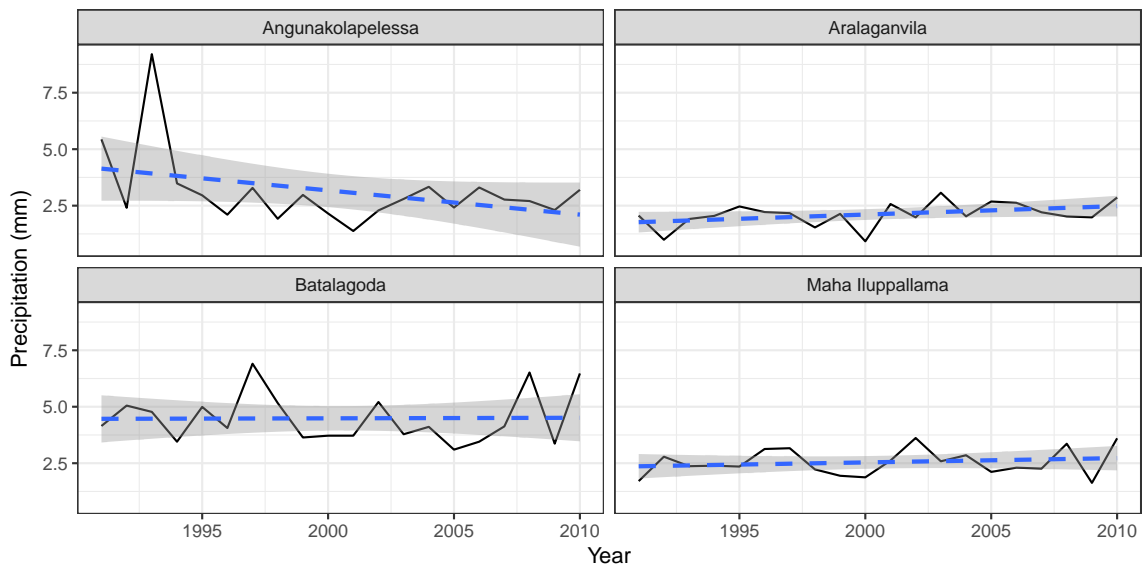 Angunakolapelessa
Aralaganvila
7.5
5.0
2.5
Batalagoda
Maha Iluppallama
7.5
5.0
2.5
1995
2000
2005
2010
1995
2000
2005
2010
Year
Precipitation (mm)